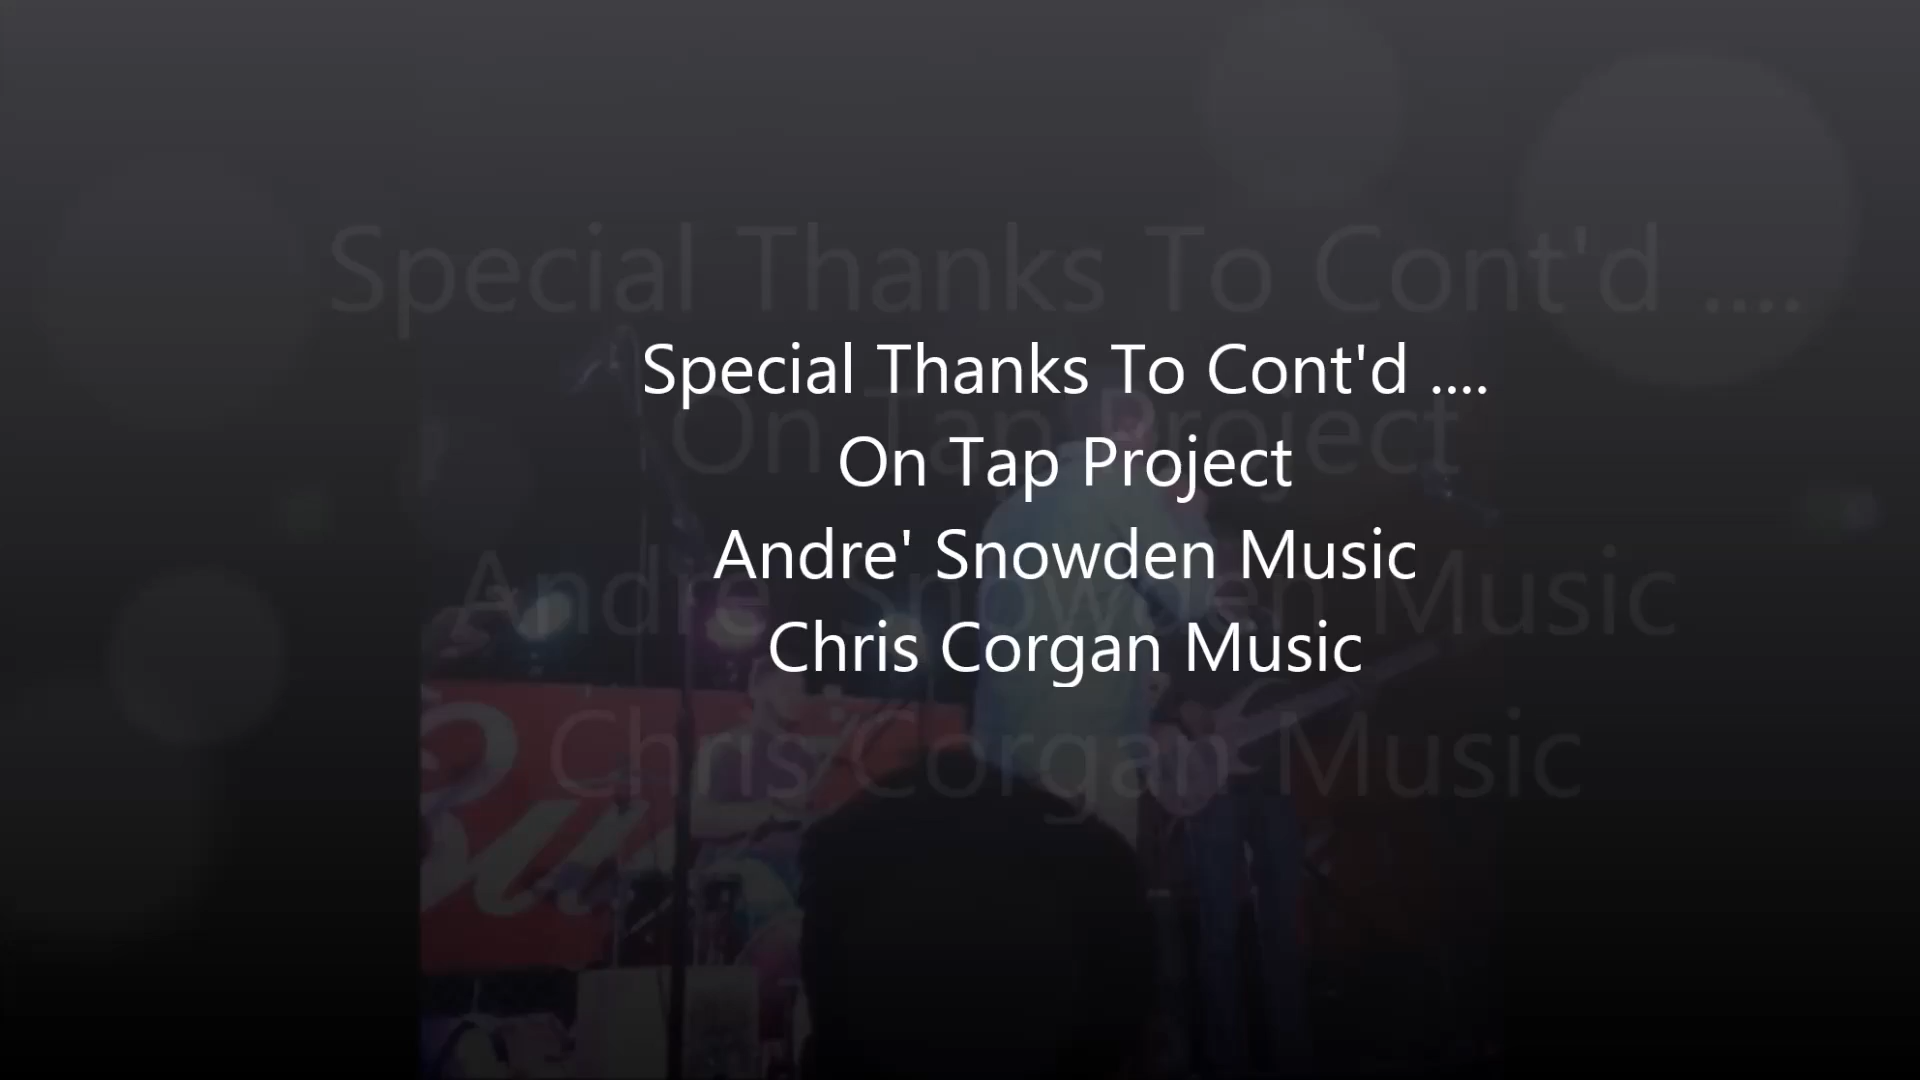 Special Thanks To Cont'd ....
On Tap Project
Andre' Snowden Music
Chris Corgan Music